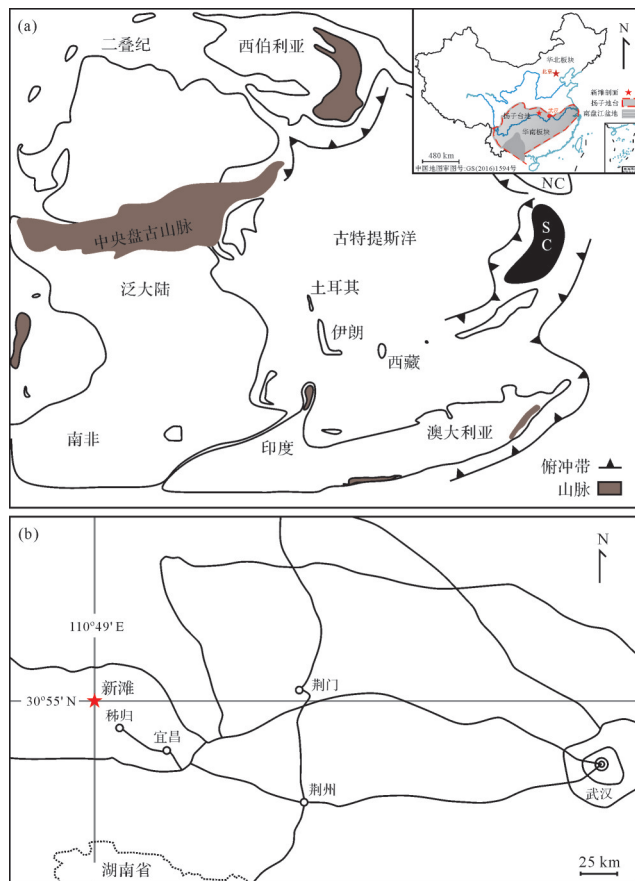 (a)
二叠纪
西伯利亚
N
华北板块
北京
新滩剖面
扬子地台
南盘江盆地
扬子台地
武汉
华南板块
480 km
中国地图审图号:GS(2016)1594号
NC
SC
中央盘古山脉
古特提斯洋
泛大陆
土耳其
伊朗
西藏
南非
印度
澳大利亚
俯冲带
山脉
(b)
N
110°49′E
30°55′N
新滩
秭归
宜昌
荆门
荆州
武汉
湖南省
25 km